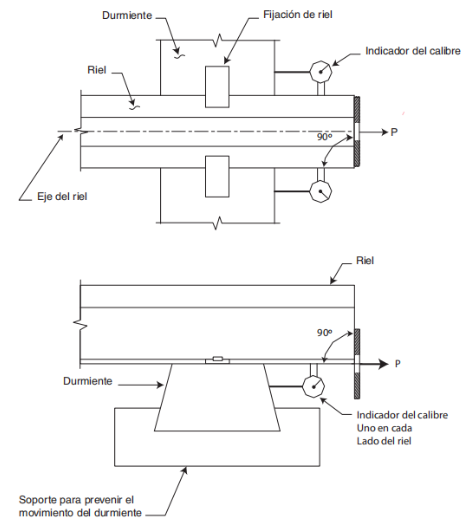 Durmiente
Fijación de riel
Indicador del calibre
Riel
90º
P
Eje del riel
Riel
90º
P
Durmiente
Indicador del calibre
Uno en cada
Lado del riel
Soporte para prevenir el
movimiento del durmiente